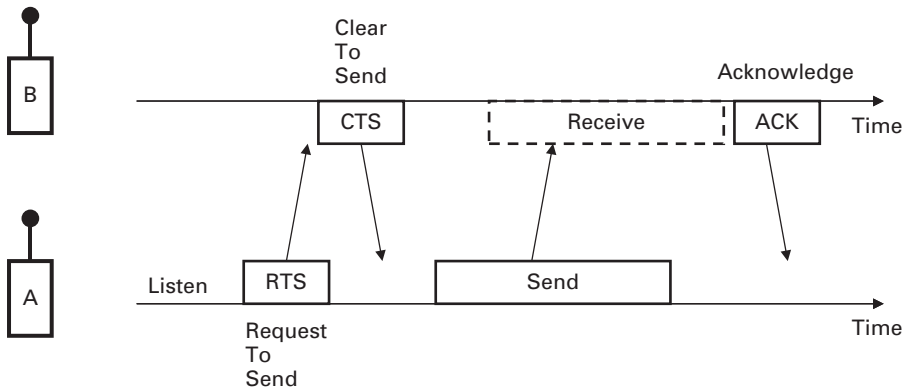 Clear
To
Send
Acknowledge
B
CTS
Receive
ACK
Time
Listen
RTS
Send
A
Time
Request
To
Send